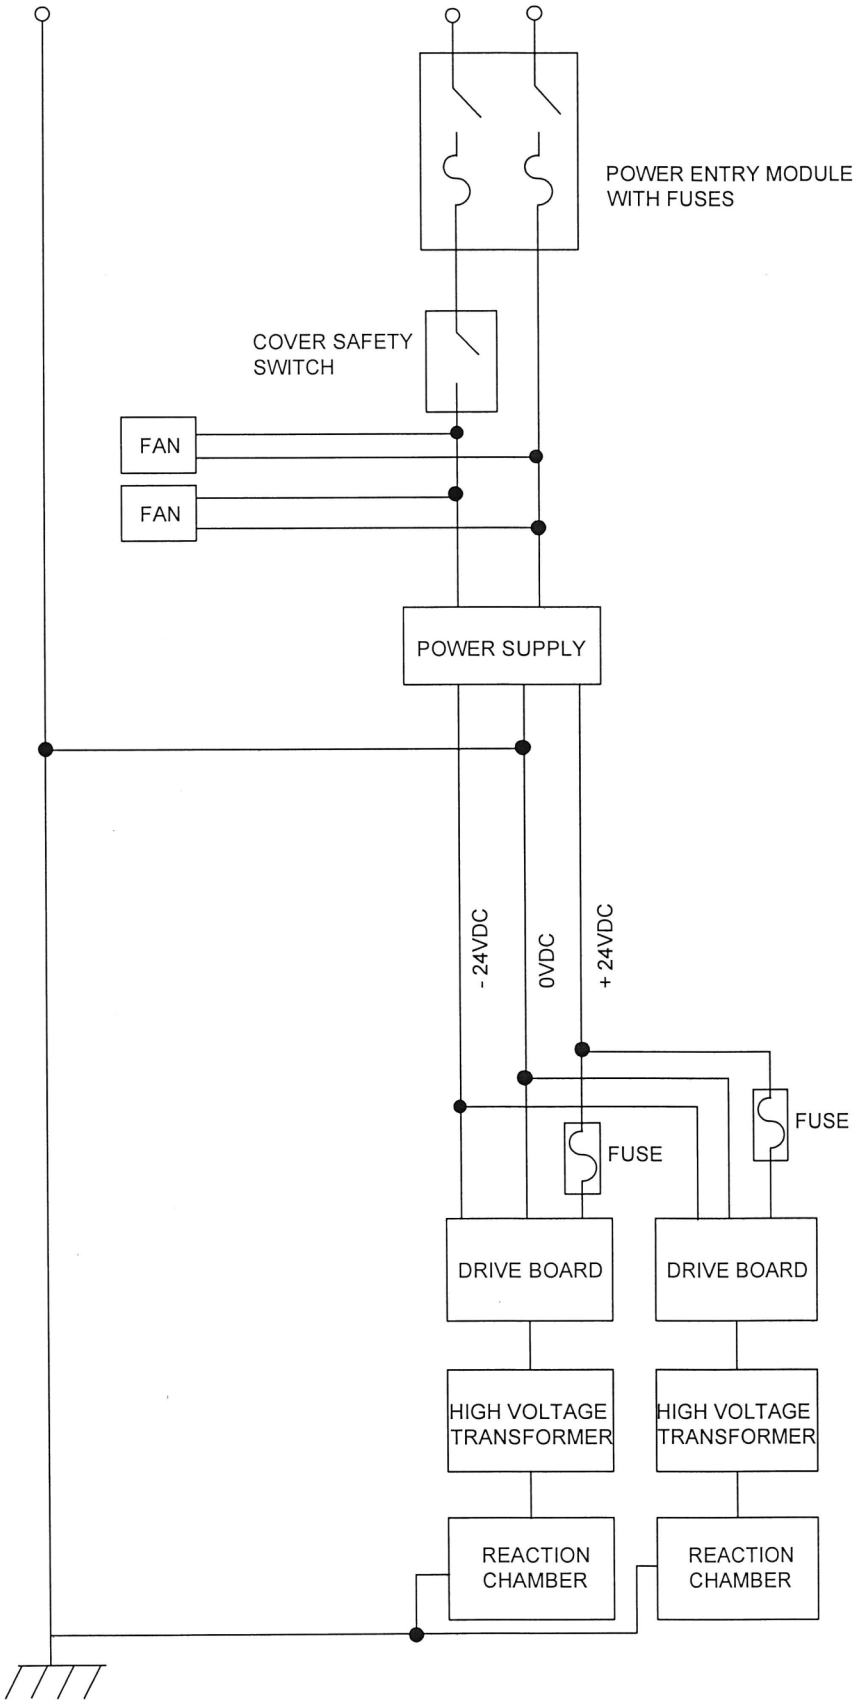 POWER ENTRY MODULE
WITH FUSES
COVER SAFETY
SWITCH
FAN
FAN
POWER SUPPLY
- 24VDC
0VDC
+ 24VDC
FUSE
FUSE
DRIVE BOARD
DRIVE BOARD
HIGH VOLTAGE
TRANSFORMER
HIGH VOLTAGE
TRANSFORMER
REACTION
CHAMBER
REACTION
CHAMBER